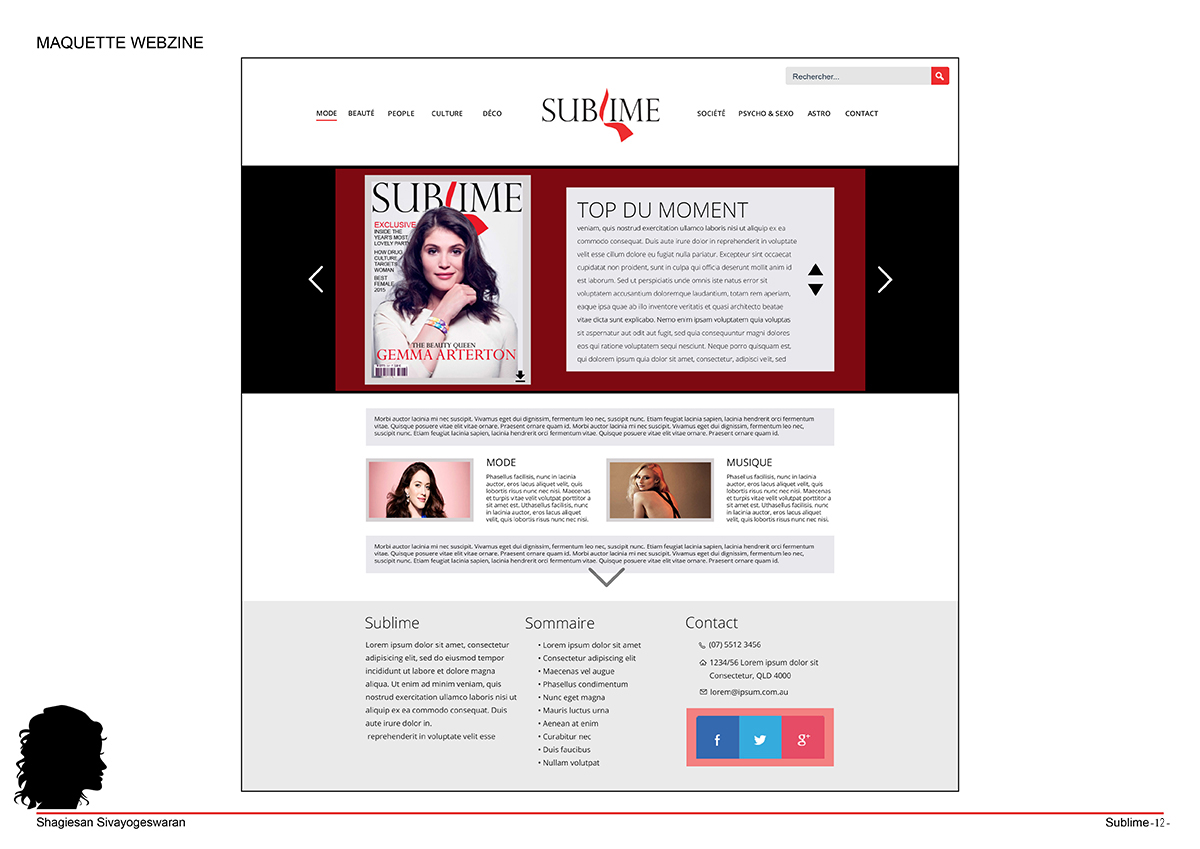 MAQUETTE WEBZINE
Rechercher...
MODE BEAUTÉ PEOPLE CULTURE DÉCO SUBLIME SOCIÉTÉ PSYCHO & SEXO ASTRO CONTACT
SUBLIME
EXCLUSIVE
INSIDE THE
YEAR'S MOST
LOVELY PARTY
HOW DRUG
CULTURE
TARGETS
WOMAN
BEST
FEMALE
2015
THE BEAUTY QUEEN
GEMMA ARTERTON
TOP DU MOMENT
veniam, quis nostrud exercitation ullamco laboris nisi ut aliquip ex ea
commodo consequat. Duis aute irure dolor in reprehenderit in voluptate
velit esse cillum dolore eu fugiat nulla pariatur. Excepteur sint occaecat
cupidatat non proident, sunt in culpa qui officia deserunt mollit anim id
est laborum. Sed ut perspiciatis unde omnis iste natus error sit
voluptatem accusantium doloremque laudantium, totam rem aperiam,
eaque ipsa quae ab illo inventore veritatis et quasi architecto beatae
vitae dicta sunt explicabo. Nemo enim ipsam voluptatem quia voluptas
sit aspernatur aut odit aut fugit, sed quia consequuntur magni dolores
eos qui ratione voluptatem sequi nesciunt. Neque porro quisquam est,
qui dolorem ipsum quia dolor sit amet, consectetur, adipisci velit, sed
Morbi auctor lacinia mi nec suscipit. Vivamus eget dui dignissim, fermentum leo nec, suscipit nunc. Etiam feugiat lacinia sapien, lacinia hendrerit orci fermentum
vitae. Quisque posuere vitae elit vitae ornare. Praesent ornare quam id. Morbi auctor lacinia mi nec suscipit. Vivamus eget dui dignissim, fermentum leo nec,
suscipit nunc. Etiam feugiat lacinia sapien, lacinia hendrerit orci fermentum vitae. Quisque posuere vitae elit vitae ornare. Praesent ornare quam id.
MODE
Phasellus facilisis, nunc in lacinia
auctor, eros lacus aliquet velit, quis
lobortis risus nunc nec nisi. Maecenas
et turpis vitae velit volutpat porttitor a
sit amet est. Uthasellus facilisis, nunc
in lacinia auctor, eros lacus aliquet
velit, quis lobortis risus nunc nec nisi.
MUSIQUE
Phasellus facilisis, nunc in lacinia
auctor, eros lacus aliquet velit, quis
lobortis risus nunc nec nisi. Maecenas
et turpis vitae velit volutpat porttitor a
sit amet est. Uthasellus facilisis, nunc
in lacinia auctor, eros lacus aliquet
velit, quis lobortis risus nunc nec nisi.
Morbi auctor lacinia mi nec suscipit. Vivamus eget dui dignissim, fermentum leo nec, suscipit nunc. Etiam feugiat lacinia sapien, lacinia hendrerit orci fermentum
vitae. Quisque posuere vitae elit vitae ornare. Praesent ornare quam id. Morbi auctor lacinia mi nec suscipit. Vivamus eget dui dignissim, fermentum leo nec,
suscipit nunc. Etiam feugiat lacinia sapien, lacinia hendrerit orci fermentum vitae. Quisque posuere vitae elit vitae ornare. Praesent ornare quam id.
Sublime
Lorem ipsum dolor sit amet, consectetur
adipisicing elit, sed do eiusmod tempor
incididunt ut labore et dolore magna
aliqua. Ut enim ad minim veniam, quis
nostrud exercitation ullamco laboris nisi ut
aliquip ex ea commodo consequat. Duis
aute irure dolor in.
reprehenderit in voluptate velit esse
Sommaire
• Lorem ipsum dolor sit amet
• Consectetur adipiscing elit
• Maecenas vel augue
• Phasellus condimentum
• Nunc eget magna
• Mauris luctus urna
• Aenean at enim
• Curabitur nec
• Duis faucibus
• Nullam volutpat
Contact
(07) 5512 3456
1234/56 Lorem ipsum dolor sit
Consectetur, QLD 4000
lorem@ipsum.com.au
f g+
Shagiesan Sivayogeswaran
Sublime -12-